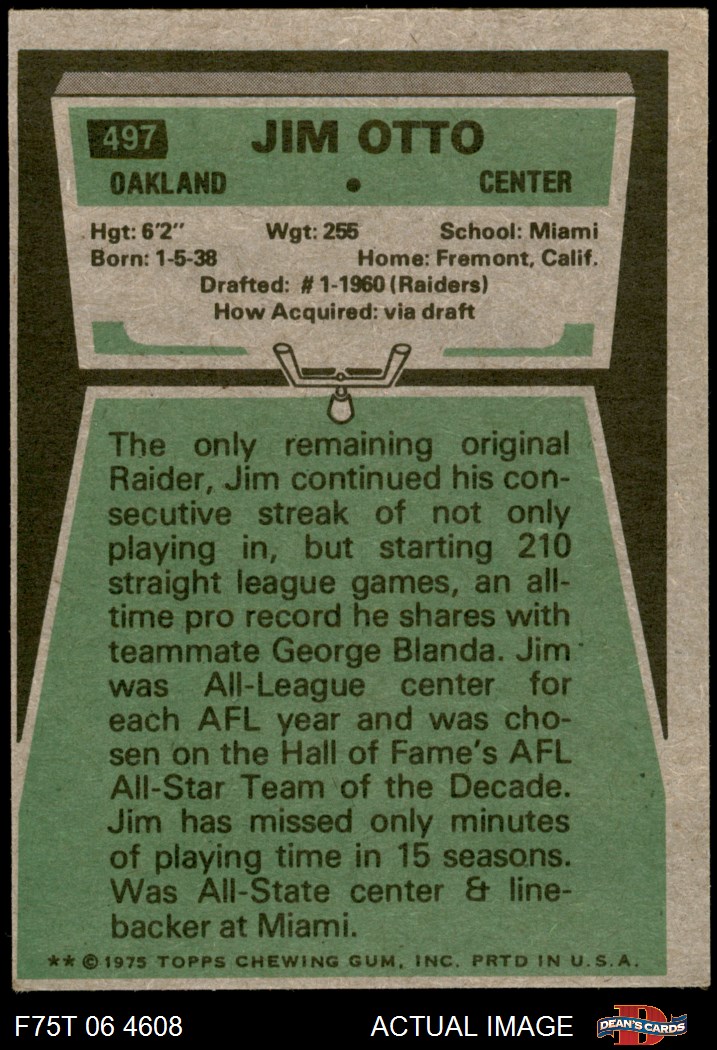 497 JIM OTTO
OAKLAND • CENTER
Hgt: 6'2" Wgt: 255 School: Miami
Born: 1-5-38 Home: Fremont, Calif.
Drafted: #1-1960 (Raiders)
How Acquired: via draft
The only remaining original
Raider, Jim continued his con-
secutive streak of not only
playing in, but starting 210
straight league games, an all-
time pro record he shares with
teammate George Blanda. Jim
was All-League center for
each AFL year and was cho-
sen on the Hall of Fame's AFL
All-Star Team of the Decade.
Jim has missed only minutes
of playing time in 15 seasons.
Was All-State center & line-
backer at Miami.
** © 1975 TOPPS CHEWING GUM, INC. PRTD IN U.S.A.
F75T 06 4608 ACTUAL IMAGE D DEAN'S CARDS